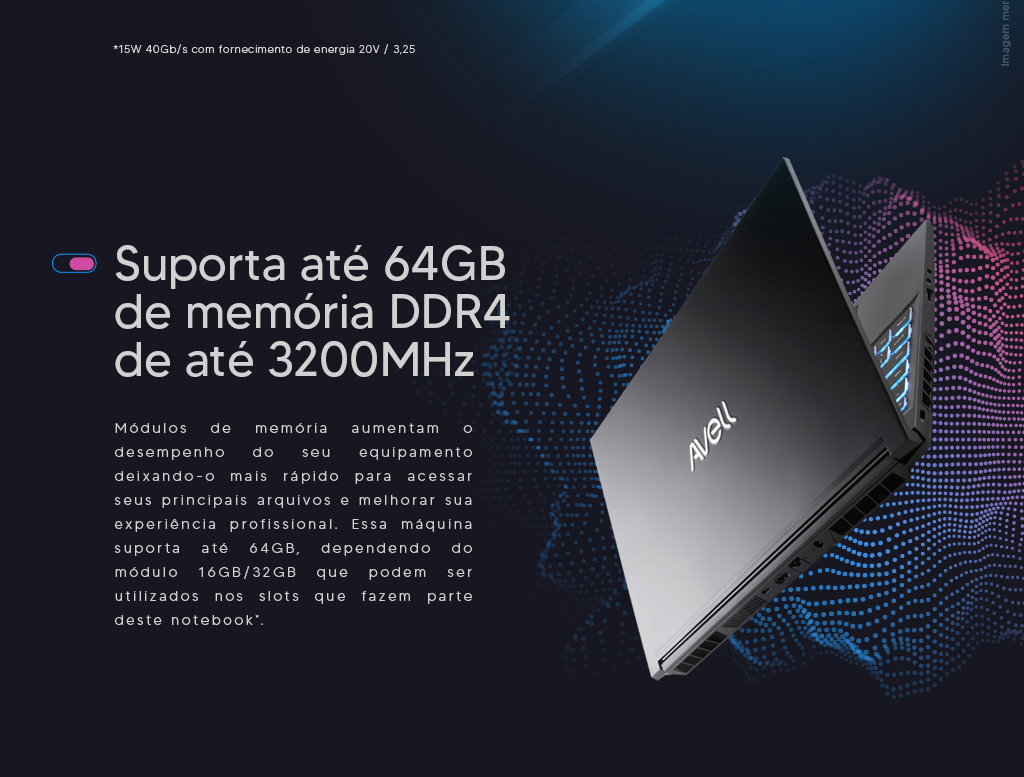 *15W 40Gb/s com fornecimento de energia 20V / 3,25
Imagem
Suporta até 64GB
de memória DDR4
de até 3200MHz
Módulos de memória aumentam o
desempenho do seu equipamento
deixando-o mais rápido para acessar
seus principais arquivos e melhorar sua
experiência profissional. Essa máquina
suporta até 64GB, dependendo do
módulo 16GB/32GB que podem ser
utilizados nos slots que fazem parte
deste notebook*.
Avell